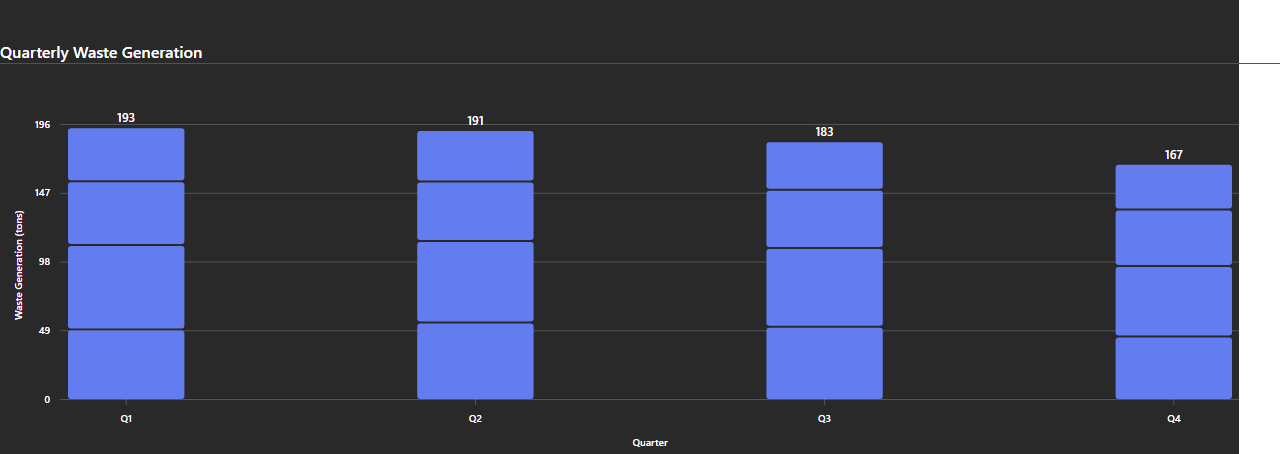 Quarterly Waste Generation
193
191
183
167
196
147
98
49
0
Waste Generation (tons)
Q1
Q2
Q3
Q4
Quarter